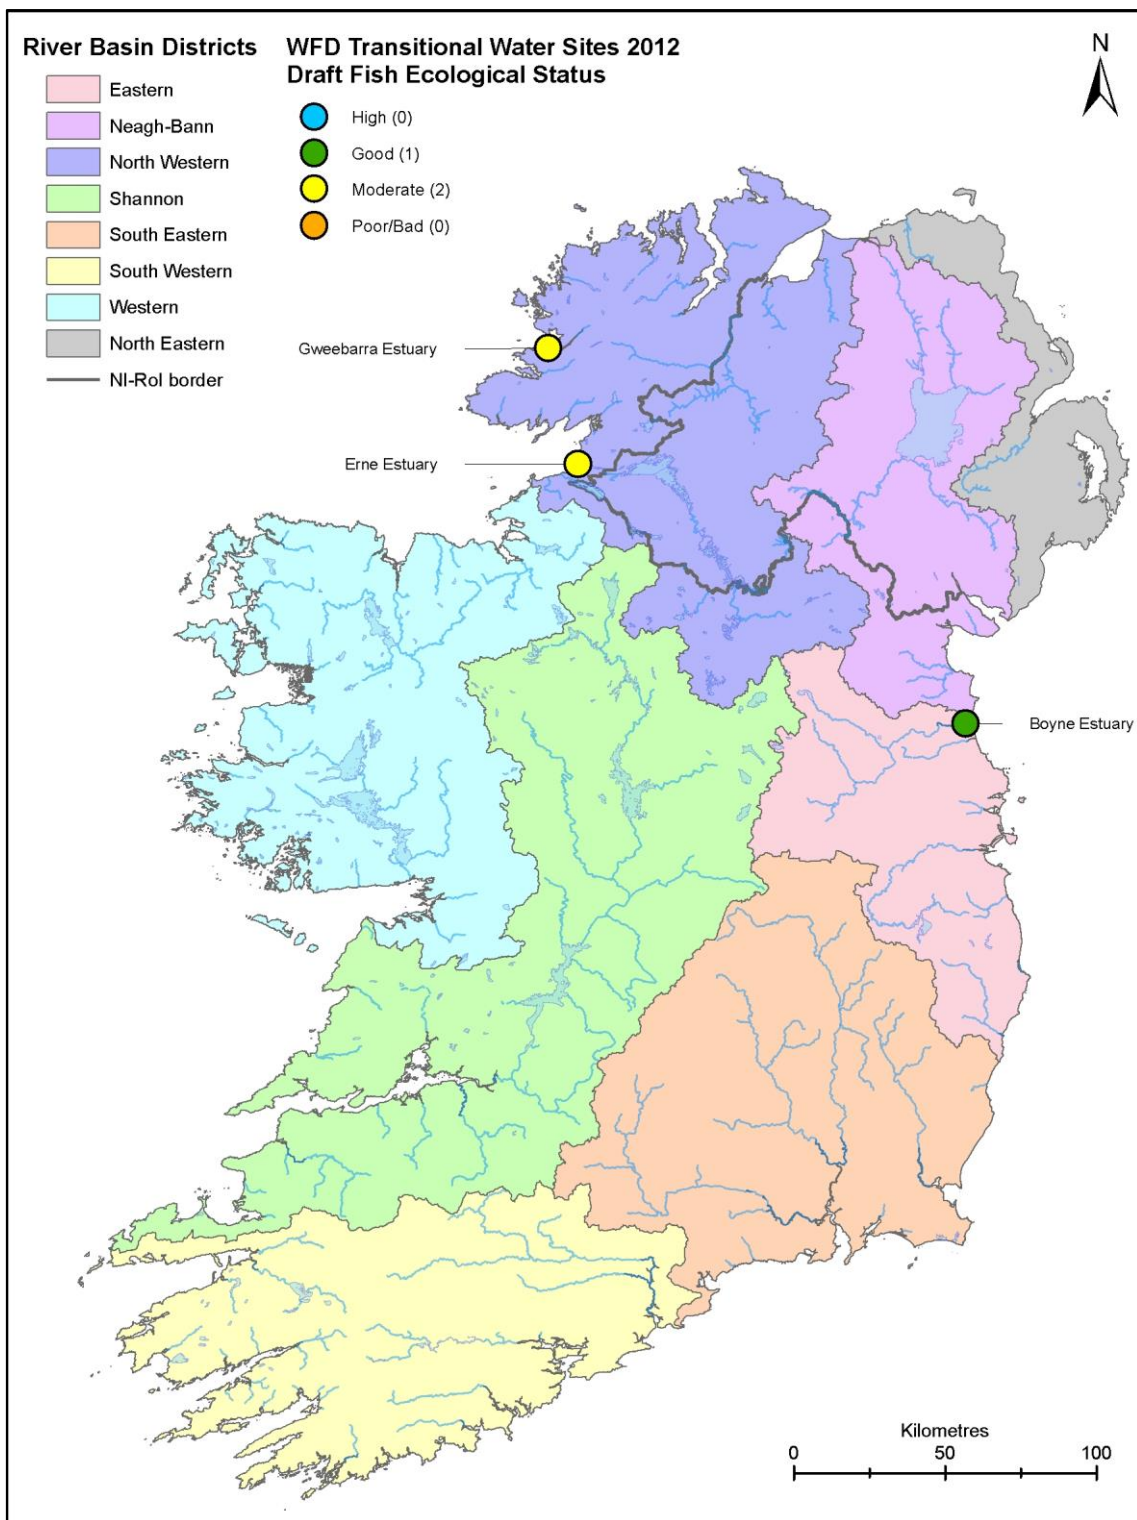 River Basin Districts
Eastern
Neagh-Bann
North Western
Shannon
South Eastern
South Western
Western
North Eastern
NI-RoI border
WFD Transitional Water Sites 2012
Draft Fish Ecological Status
High (0)
Good (1)
Moderate (2)
Poor/Bad (0)
N
Gweebarra Estuary
Erne Estuary
Boyne Estuary
Kilometres
0 50 100